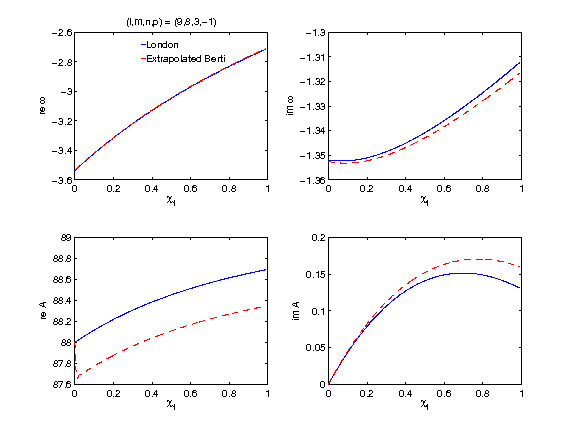 (l,m,n,p) = (9,8,3,−1)
−2.6
−2.8
−3
−3.2
−3.4
−3.6
re ω
0 0.2 0.4 0.6 0.8 1
χf
London
Extrapolated Berti
−1.3
−1.31
−1.32
−1.33
−1.34
−1.35
−1.36
im ω
0 0.2 0.4 0.6 0.8 1
χf
89
88.8
88.6
88.4
88.2
88
87.8
87.6
re A
0 0.2 0.4 0.6 0.8 1
χf
0.2
0.15
0.1
0.05
0
im A
0 0.2 0.4 0.6 0.8 1
χf